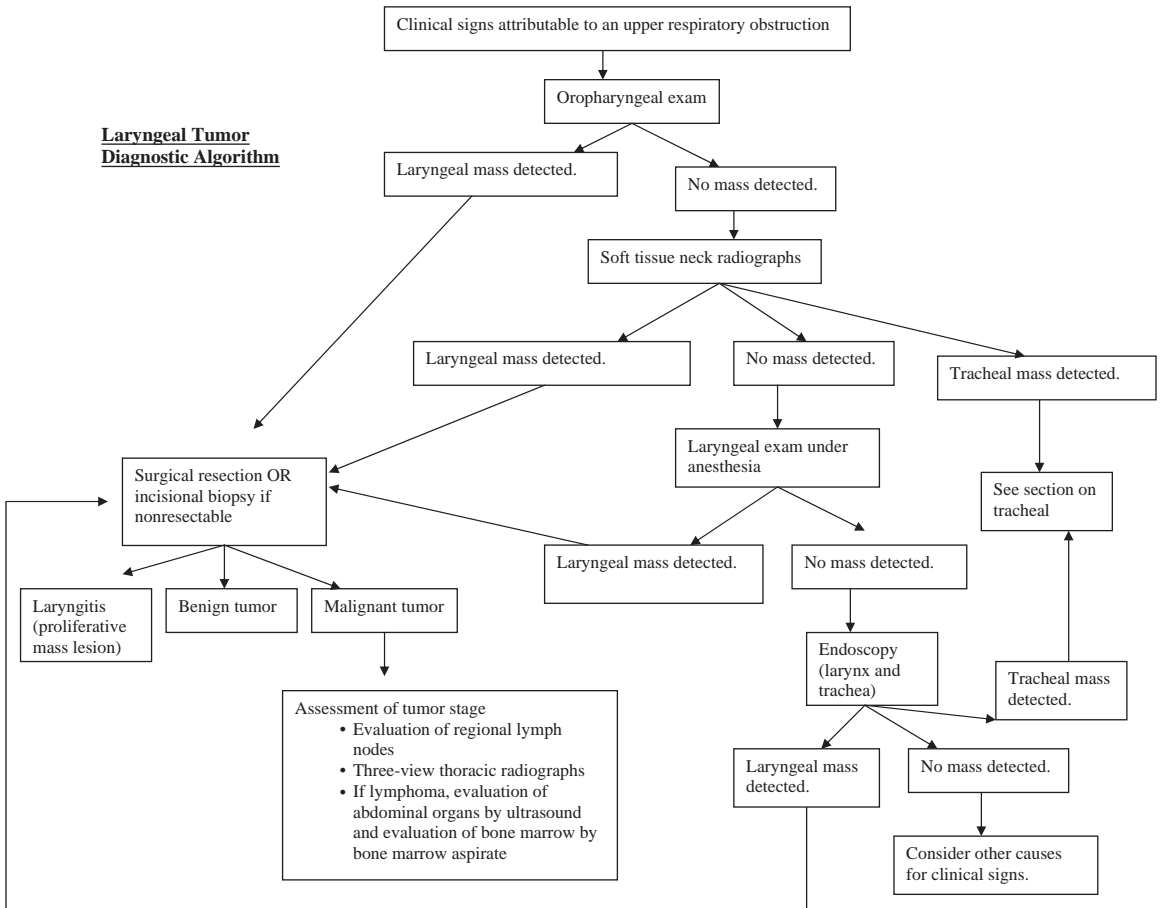 Clinical signs attributable to an upper respiratory obstruction
Oropharyngeal exam
Laryngeal Tumor
Diagnostic Algorithm
Laryngeal mass detected.
No mass detected.
Soft tissue neck radiographs
Laryngeal mass detected.
No mass detected.
Tracheal mass detected.
Laryngeal exam under
anesthesia
Surgical resection OR
incisional biopsy if
nonresectable
See section on
tracheal
Laryngeal mass detected.
No mass detected.
Laryngitis
(proliferative
mass lesion)
Benign tumor
Malignant tumor
Endoscopy
(larynx and
trachea)
Tracheal mass
detected.
Assessment of tumor stage
• Evaluation of regional lymph
nodes
• Three-view thoracic radiographs
• If lymphoma, evaluation of
abdominal organs by ultrasound
and evaluation of bone marrow by
bone marrow aspirate
Laryngeal mass
detected.
No mass detected.
Consider other causes
for clinical signs.